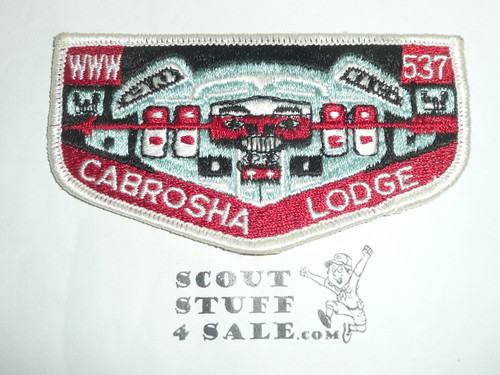 WWW 537
CABROSHA LODGE
SCOUT
STUFF
4 SALE.COM